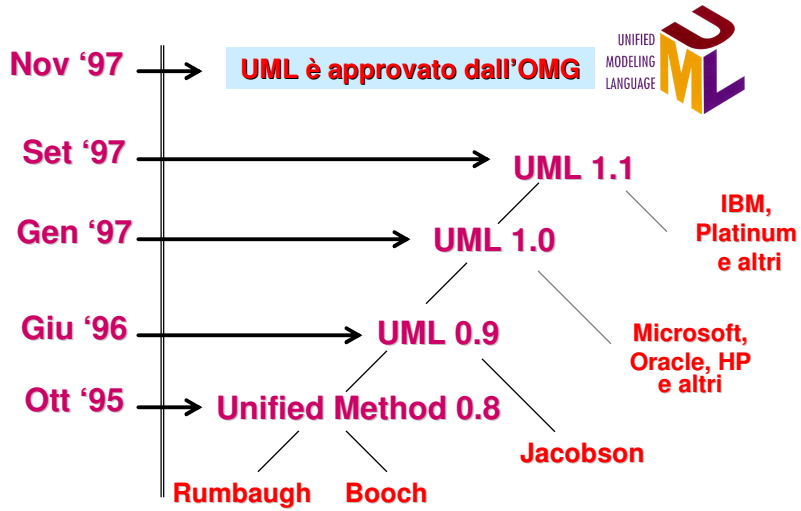 Nov ‘97
UML è approvato dall’OMG
UNIFIED
MODELING
LANGUAGE
UML
Set ‘97
UML 1.1
IBM,
Platinum
e altri
Gen ‘97
UML 1.0
Giu ‘96
UML 0.9
Microsoft,
Oracle, HP
e altri
Ott ‘95
Unified Method 0.8
Jacobson
Rumbaugh
Booch